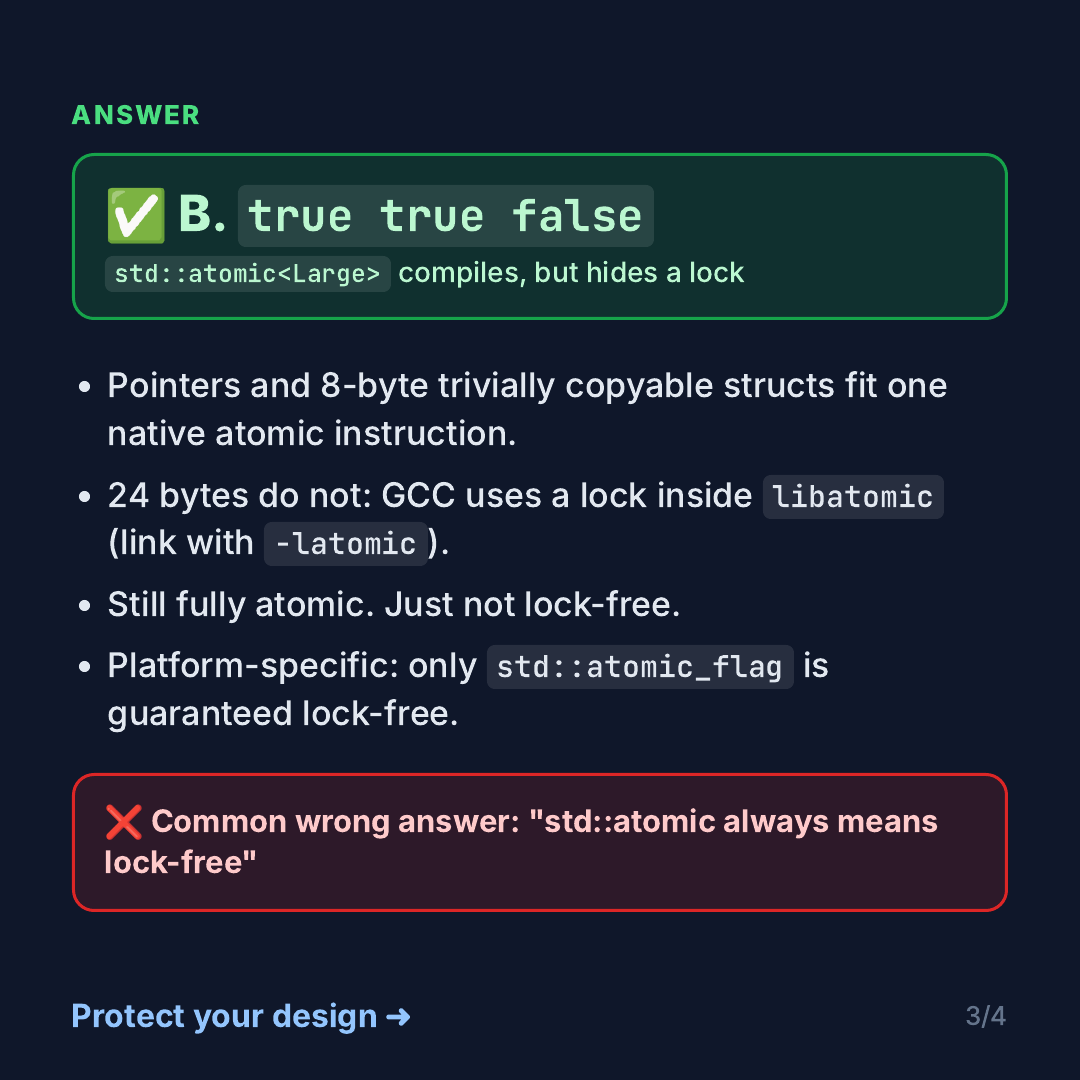 ANSWER
✅ B. true true false
std::atomic<Large> compiles, but hides a lock
• Pointers and 8-byte trivially copyable structs fit one
native atomic instruction.
• 24 bytes do not: GCC uses a lock inside libatomic
(link with -latomic).
• Still fully atomic. Just not lock-free.
• Platform-specific: only std::atomic_flag is
guaranteed lock-free.
❌ Common wrong answer: "std::atomic always means
lock-free"
Protect your design ➜
3/4